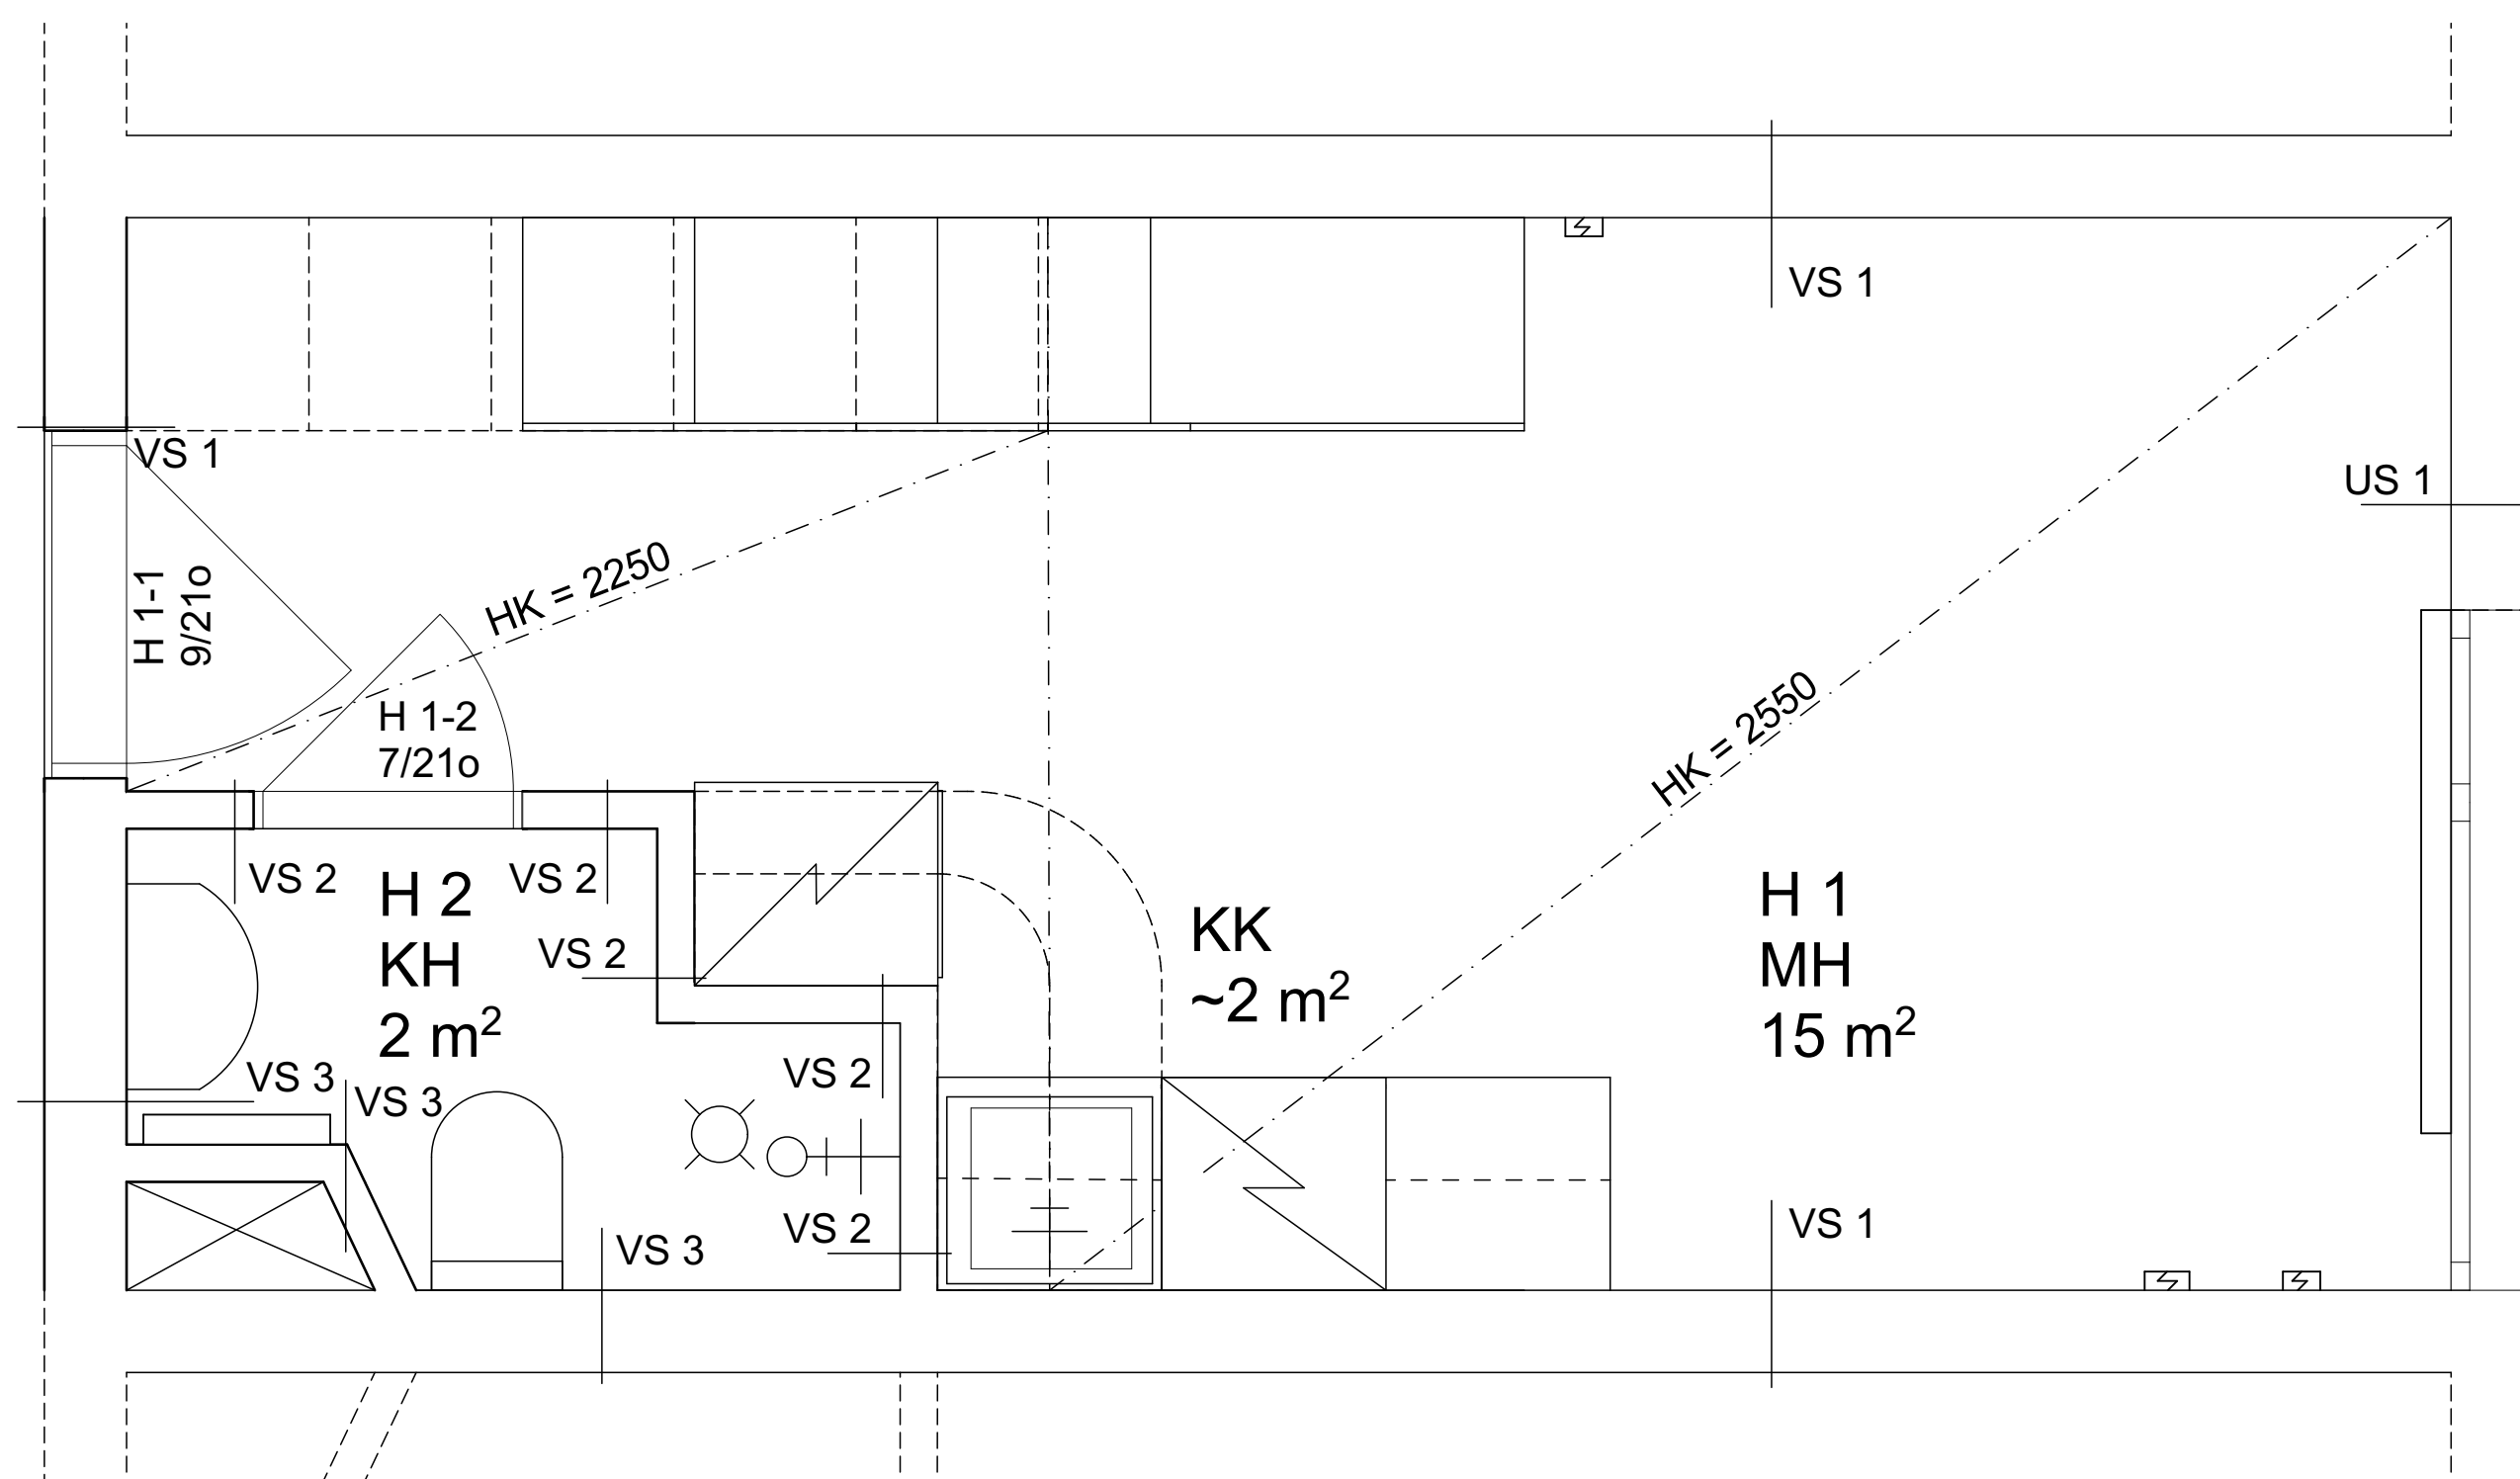 VS 1
VS 1
US 1
HK = 2250
H 1-1
9/21o
H 1-2
7/21o
HK = 2550
VS 2
VS 2
H 2
KH
2 m²
VS 2
KK
~2 m²
H 1
MH
15 m²
VS 3
VS 3
VS 2
VS 2
VS 3
VS 1